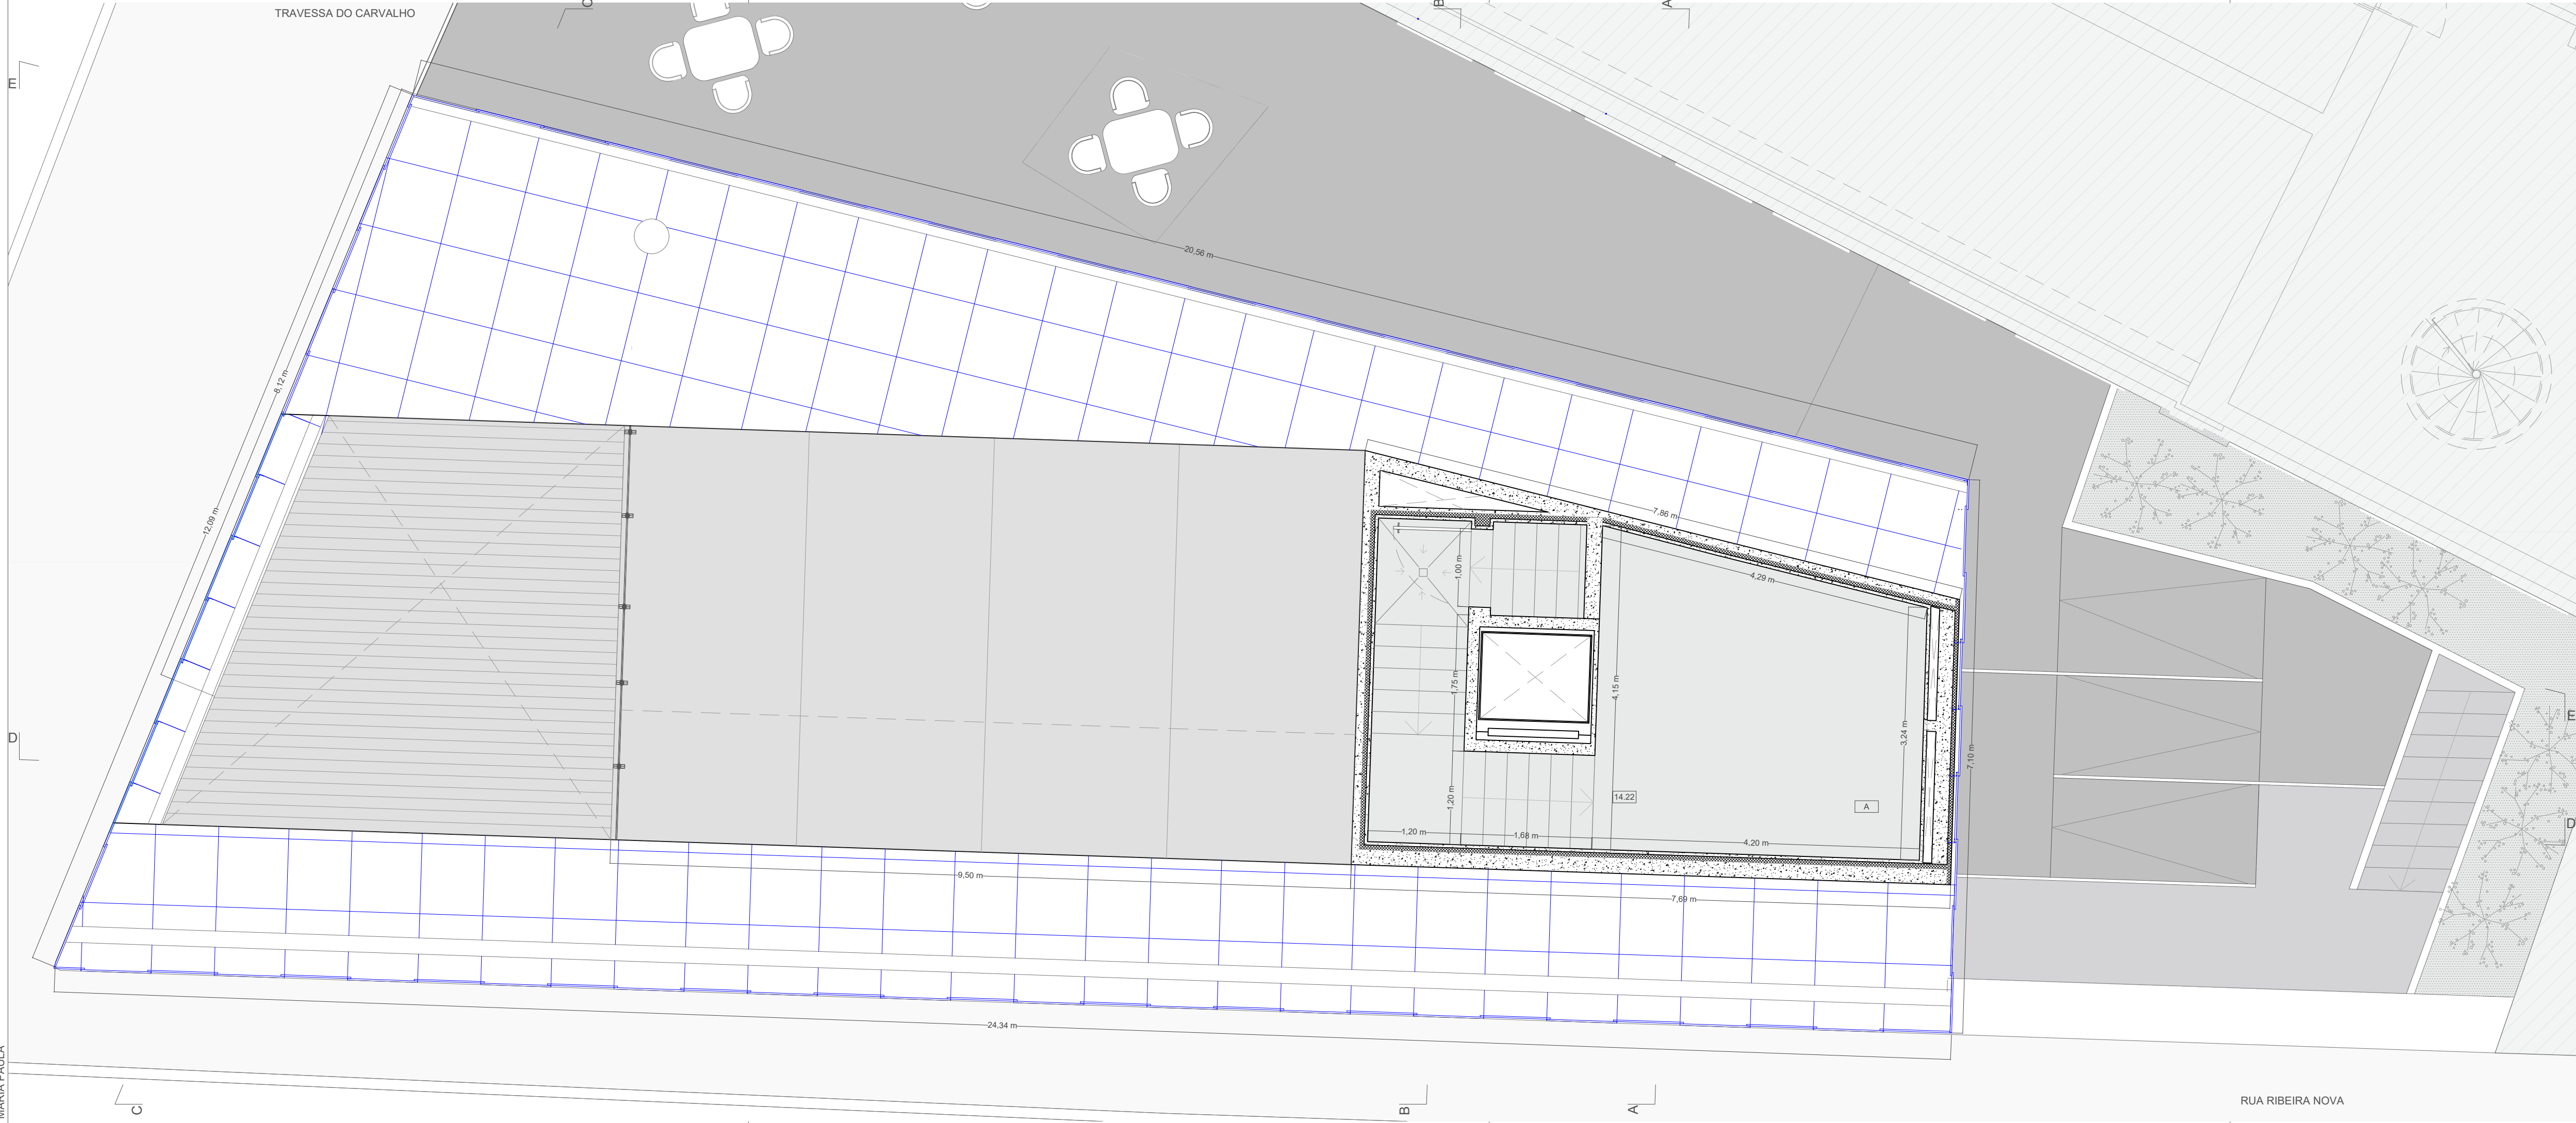 TRAVESSA DO CARVALHO
C
B
A
E
20,56 m
8,12 m
12,09 m
7,86 m
1,00 m
4,29 m
1,75 m
4,15 m
3,24 m
7,10 m
E
D
14.22
A
1,20 m
D
1,20 m
1,68 m
4,20 m
9,50 m
7,69 m
24,34 m
MARIA PAULA
C
B
A
RUA RIBEIRA NOVA